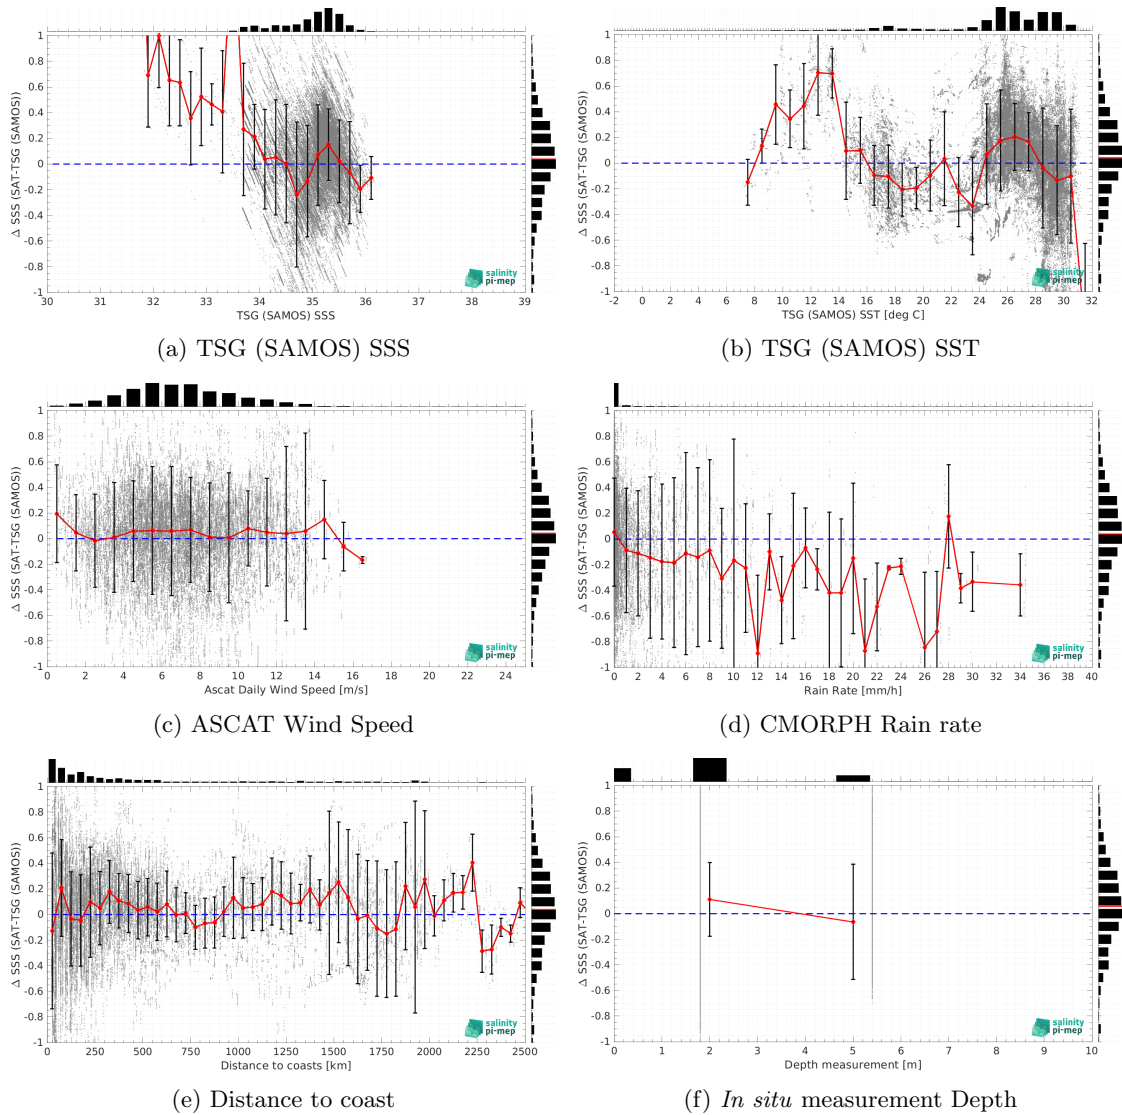 Δ SSS (SAT-TSG (SAMOS))
1
0.8
0.6
0.4
0.2
0
-0.2
-0.4
-0.6
-0.8
-1
30 31 32 33 34 35 36 37 38 39
TSG (SAMOS) SSS
salinity
pi-mep
(a) TSG (SAMOS) SSS
Δ SSS (SAT-TSG (SAMOS))
1
0.8
0.6
0.4
0.2
0
-0.2
-0.4
-0.6
-0.8
-1
-2 0 2 4 6 8 10 12 14 16 18 20 22 24 26 28 30 32
TSG (SAMOS) SST [deg C]
salinity
pi-mep
(b) TSG (SAMOS) SST
Δ SSS (SAT-TSG (SAMOS))
1
0.8
0.6
0.4
0.2
0
-0.2
-0.4
-0.6
-0.8
-1
0 2 4 6 8 10 12 14 16 18 20 22 24
Ascat Daily Wind Speed [m/s]
salinity
pi-mep
(c) ASCAT Wind Speed
Δ SSS (SAT-TSG (SAMOS))
1
0.8
0.6
0.4
0.2
0
-0.2
-0.4
-0.6
-0.8
-1
0 2 4 6 8 10 12 14 16 18 20 22 24 26 28 30 32 34 36 38 40
Rain Rate [mm/h]
salinity
pi-mep
(d) CMORPH Rain rate
Δ SSS (SAT-TSG (SAMOS))
1
0.8
0.6
0.4
0.2
0
-0.2
-0.4
-0.6
-0.8
-1
0 250 500 750 1000 1250 1500 1750 2000 2250 2500
Distance to coasts [km]
salinity
pi-mep
(e) Distance to coast
Δ SSS (SAT-TSG (SAMOS))
1
0.8
0.6
0.4
0.2
0
-0.2
-0.4
-0.6
-0.8
-1
0 1 2 3 4 5 6 7 8 9 10
Depth measurement [m]
salinity
pi-mep
(f) In situ measurement Depth